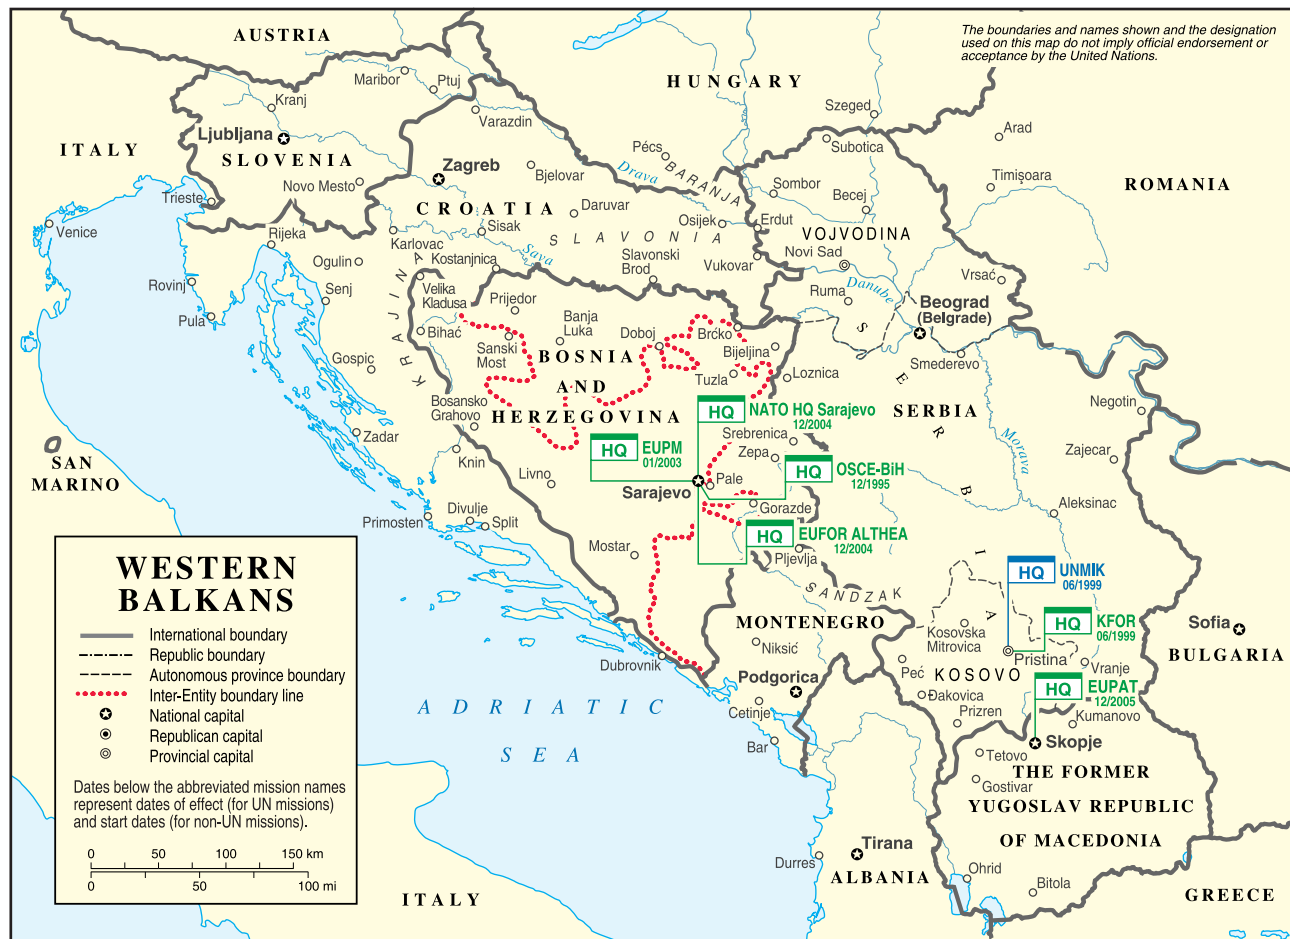 The boundaries and names shown and the designation
used on this map do not imply official endorsement or
acceptance by the United Nations.
AUSTRIA
HUNGARY
ITALY
SLOVENIA
CROATIA
ROMANIA
Maribor
Ptuj
Kranj
Varazdin
Ljubljana
Novo Mesto
Trieste
Venice
Zagreb
Bjelovar
Pécs
BARANJA
Drava
Szeged
Subotica
Arad
Timişoara
Sombor
Becej
Daruvar
Osijek
Erdut
VOJVODINA
Novi Sad
SLAVONIA
Sisak
Karlovac
Kostanjnica
Sava
Slavonski
Brod
Vukovar
Vrsać
Ruma
Danube
Beograd
(Belgrade)
Smederevo
Rijeka
Ogulin
Senj
Rovinj
Pula
KRAJINA
Velika
Kladusa
Prijedor
Bihać
Banja
Luka
Sanski
Most
Doboj
Brćko
Bijeljina
Tuzla
Loznica
BOSNIA
AND
HERZEGOVINA
SERBIA
SERBIA
Negotin
Zajecar
Morava
Aleksinac
Gospic
Bosansko
Grahovo
Zadar
Knin
SAN
MARINO
HQ
NATO HQ Sarajevo
12/2004
HQ
EUPM
01/2003
Srebrenica
Zepa
HQ
OSCE-BiH
12/1995
Livno
Sarajevo
Pale
Gorazde
HQ
EUFOR ALTHEA
12/2004
Primosten
Divulje
Split
Mostar
Pljevlja
SANDZAK
HQ
UNMIK
06/1999
HQ
KFOR
06/1999
MONTENEGRO
Kosovska
Mitrovica
Pristina
Vranje
Sofia
BULGARIA
Dubrovnik
Niksić
Podgorica
Peć
KOSOVO
Đakovica
Prizren
HQ
EUPAT
12/2005
Kumanovo
Cetinje
Bar
Skopje
Tetovo
Gostivar
THE FORMER
YUGOSLAV REPUBLIC
OF MACEDONIA
ADRIATIC
SEA
Durres
Tirana
ALBANIA
Ohrid
Bitola
GREECE
ITALY
WESTERN
BALKANS
International boundary
Republic boundary
Autonomous province boundary
Inter-Entity boundary line
National capital
Republican capital
Provincial capital
Dates below the abbreviated mission names
represent dates of effect (for UN missions)
and start dates (for non-UN missions).
0 50 100 150 km
0 50 100 mi